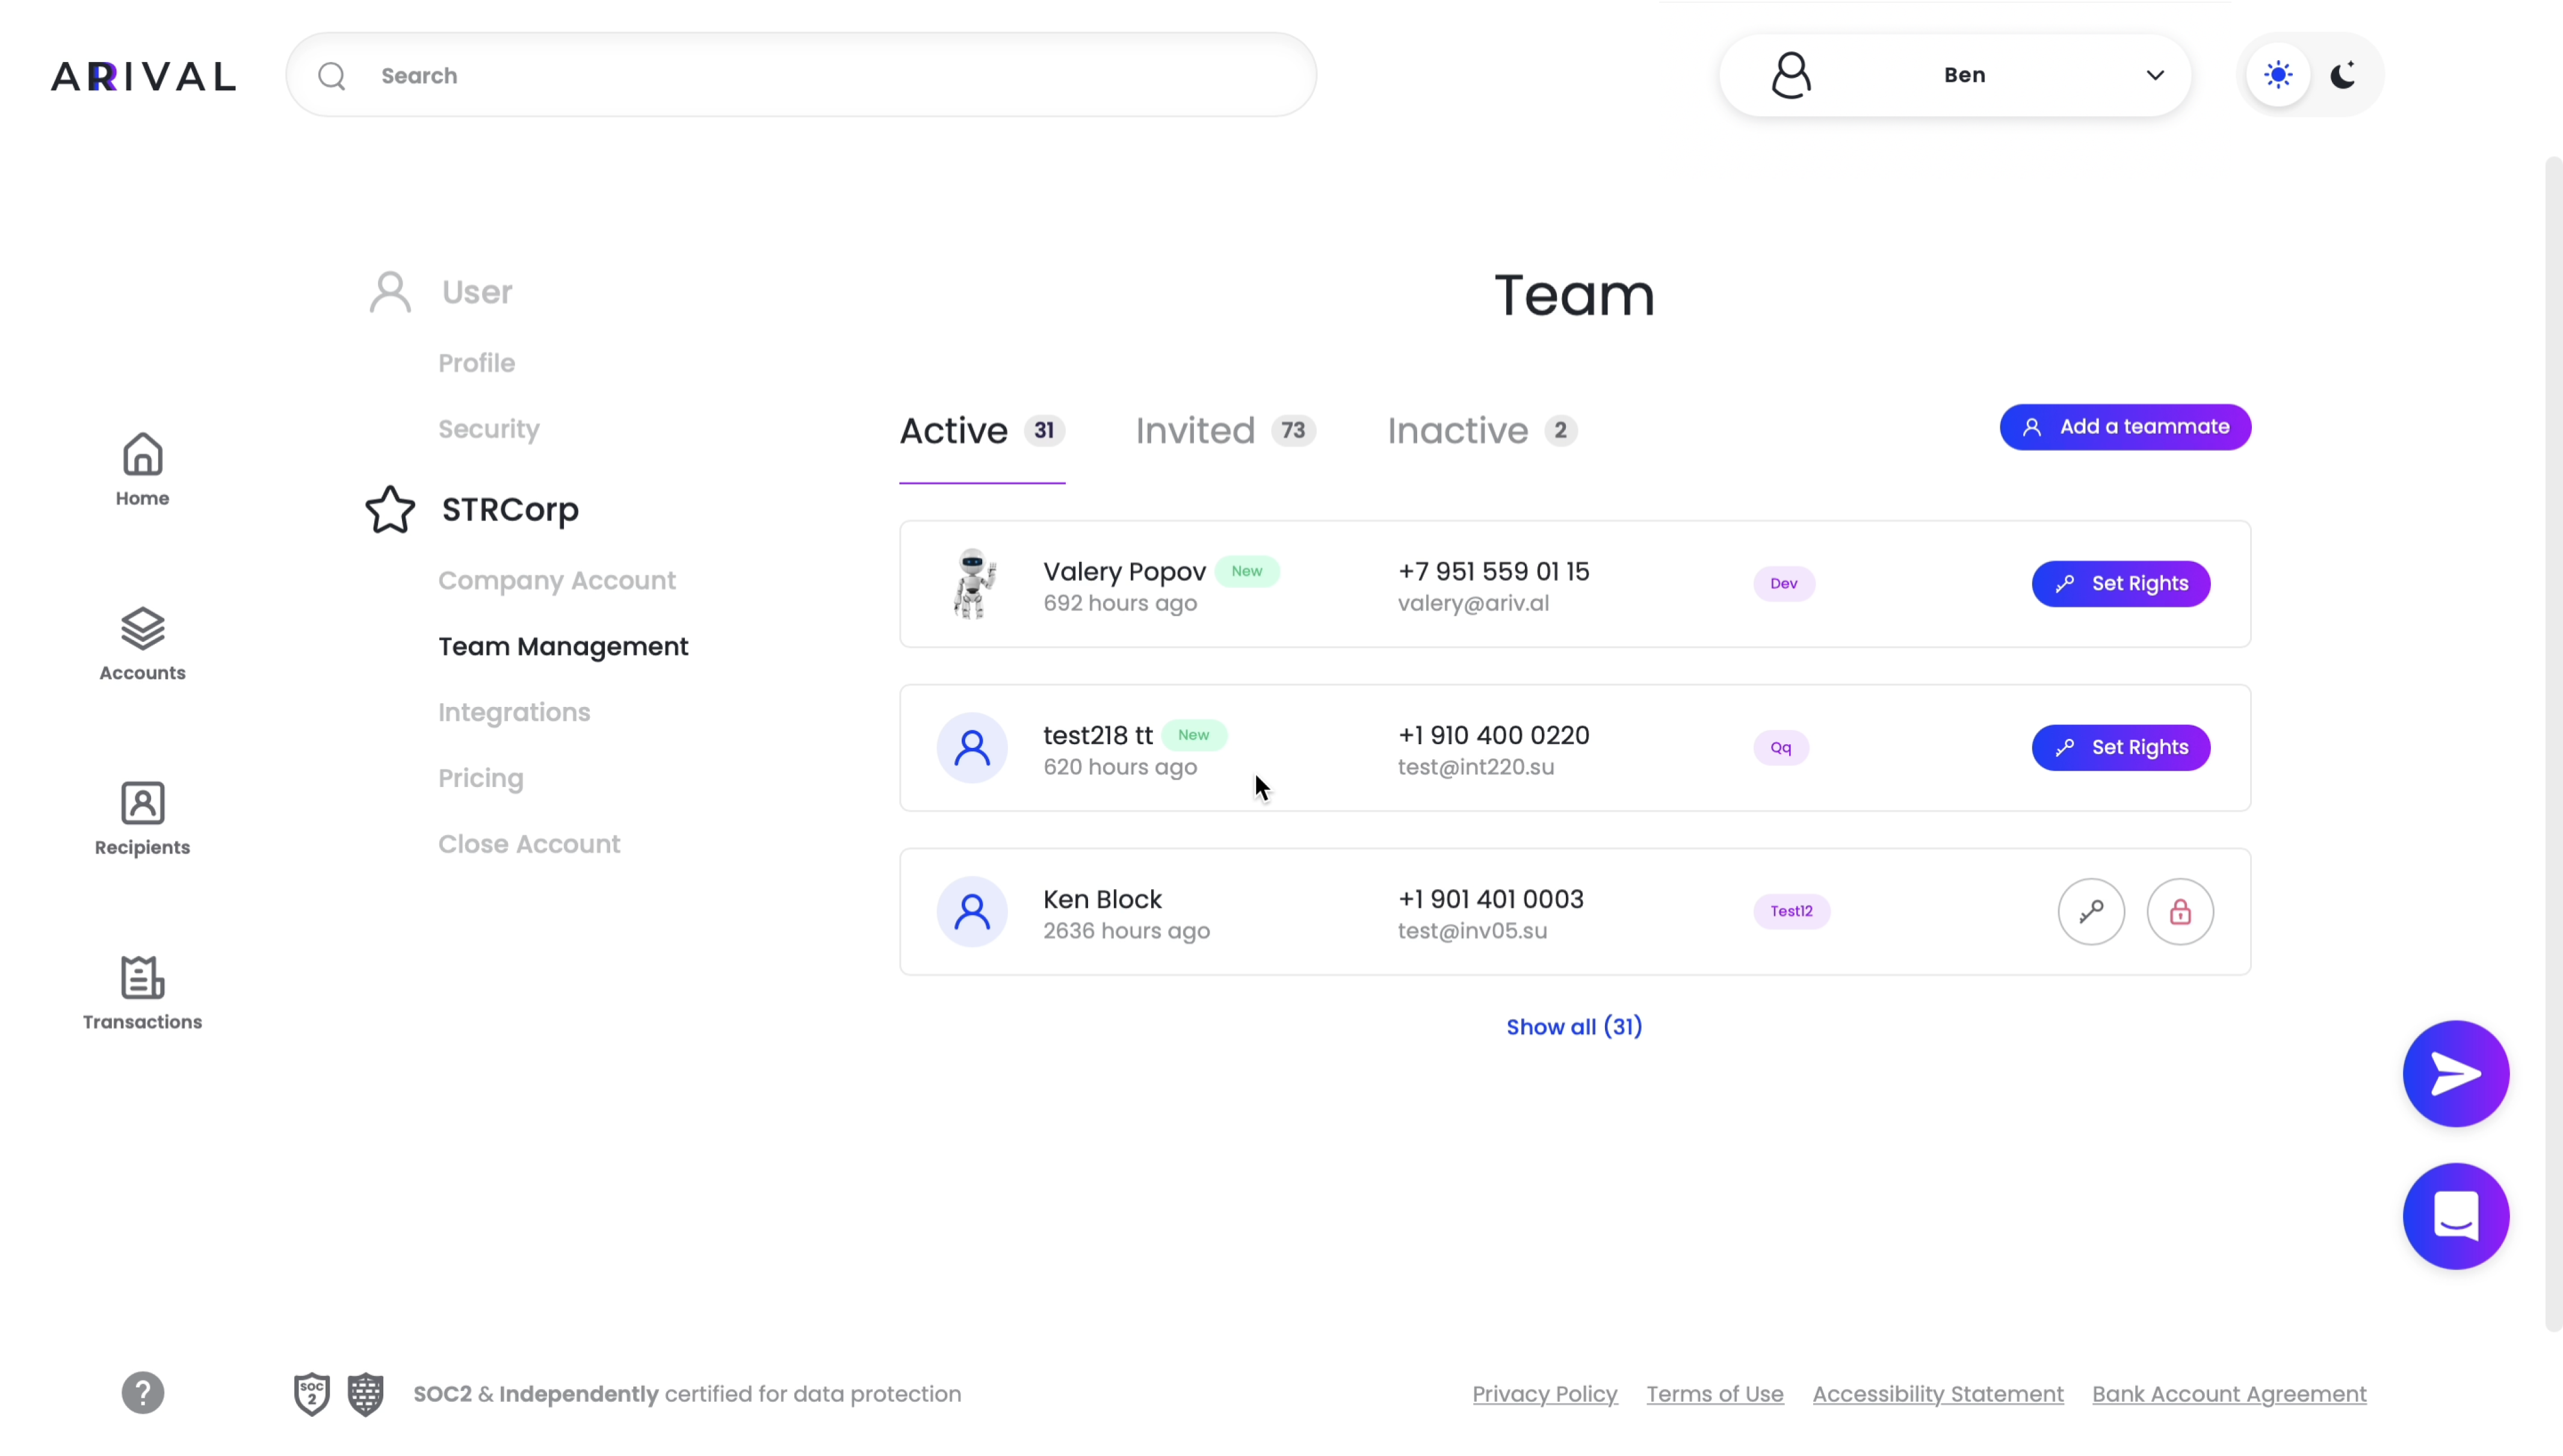 ARIVAL
Search
Ben
User
Profile
Security
STRCorp
Company Account
Team Management
Integrations
Pricing
Close Account
Home
Accounts
Recipients
Transactions
Team
Active 31
Invited 73
Inactive 2
Add a teammate
Valery Popov New
692 hours ago
+7 951 559 01 15
valery@ariv.al
Dev
Set Rights
test218 tt New
620 hours ago
+1 910 400 0220
test@int220.su
Qq
Set Rights
Ken Block
2636 hours ago
+1 901 401 0003
test@inv05.su
Test12
Show all (31)
?
SOC
2
SOC2 & Independently certified for data protection
Privacy Policy
Terms of Use
Accessibility Statement
Bank Account Agreement